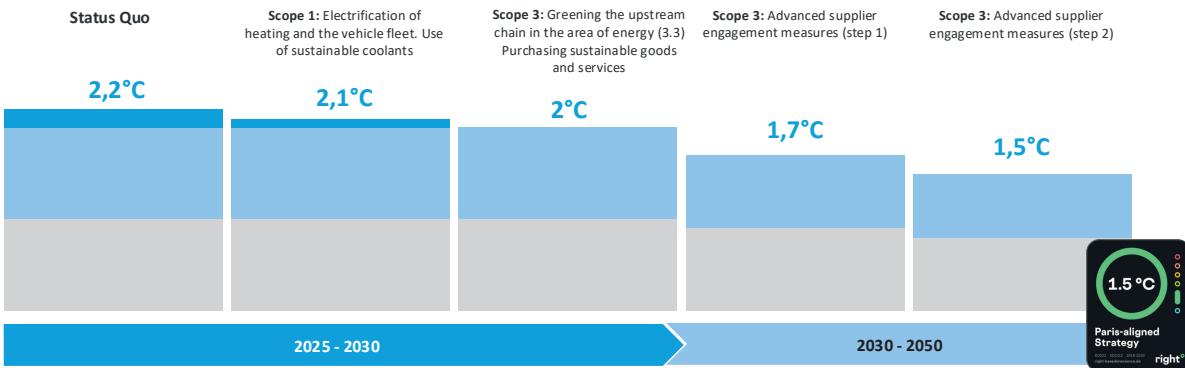 Status Quo
Scope 1: Electrification of
heating and the vehicle fleet. Use
of sustainable coolants
Scope 3: Greening the upstream
chain in the area of energy (3.3)
Purchasing sustainable goods
and services
Scope 3: Advanced supplier
engagement measures (step 1)
Scope 3: Advanced supplier
engagement measures (step 2)
2,2°C
2,1°C
2°C
1,7°C
1,5°C
2025 - 2030
2030 - 2050
1.5 °C
Paris-aligned
Strategy
right°